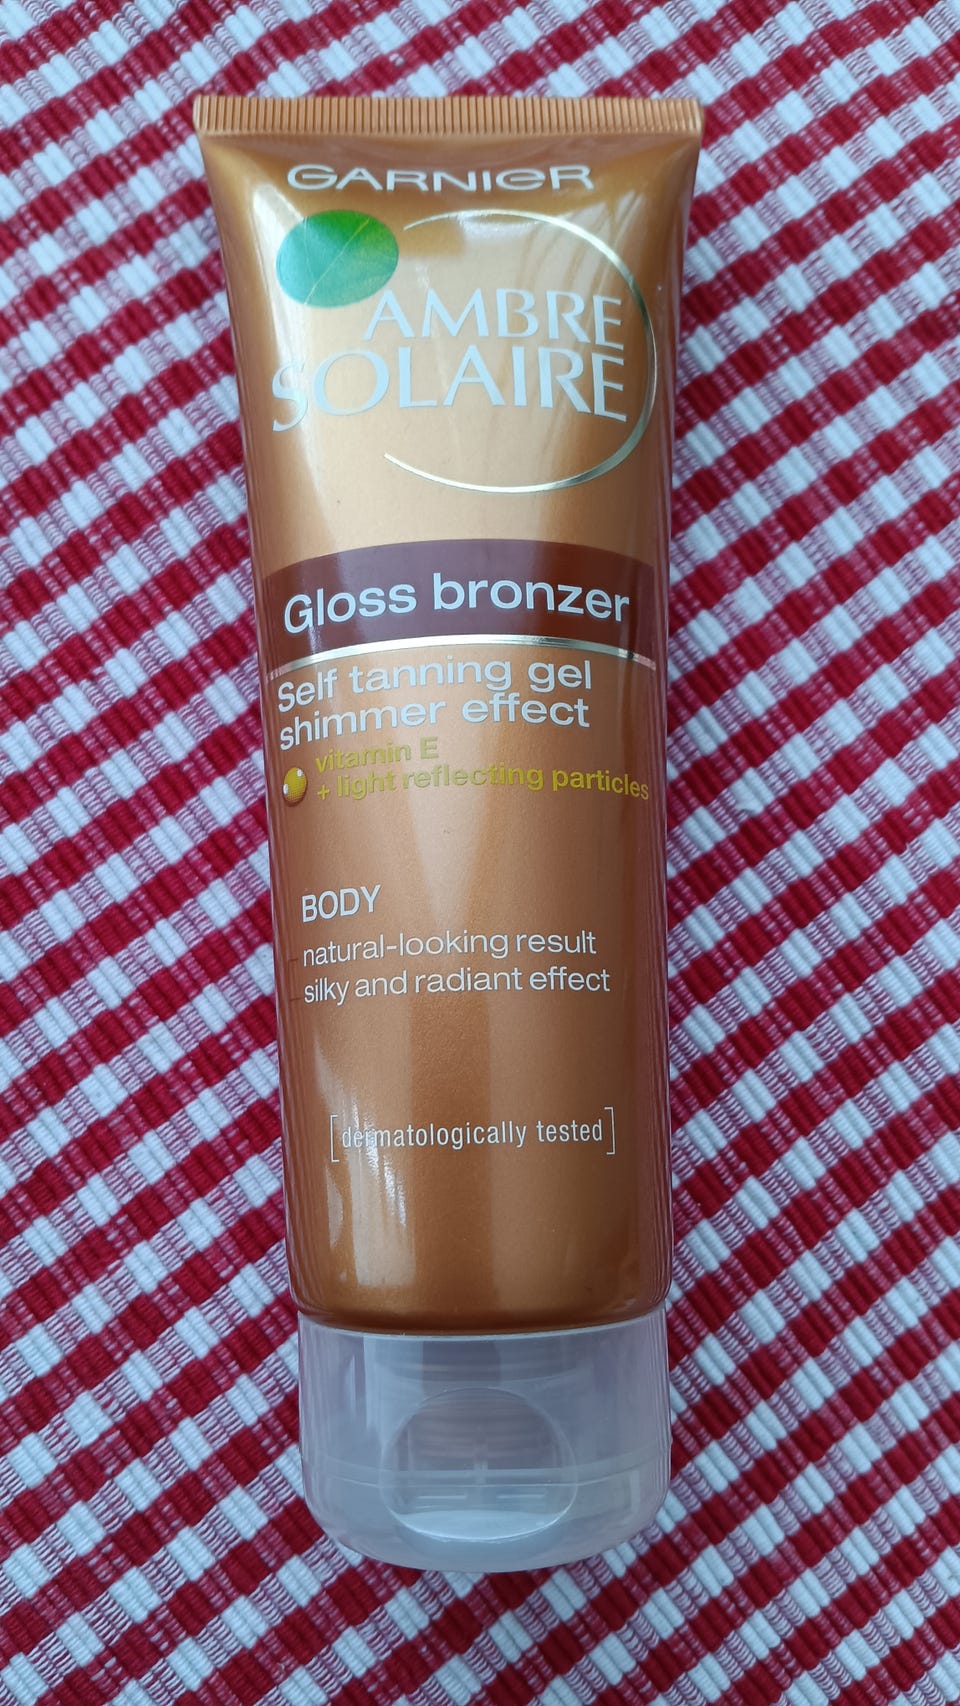 GARNIER
AMBRE
SOLAIRE
Gloss bronzer
Self tanning gel
shimmer effect
vitamin E
+ light reflecting particles
BODY
natural-looking result
silky and radiant effect
[dermatologically tested]